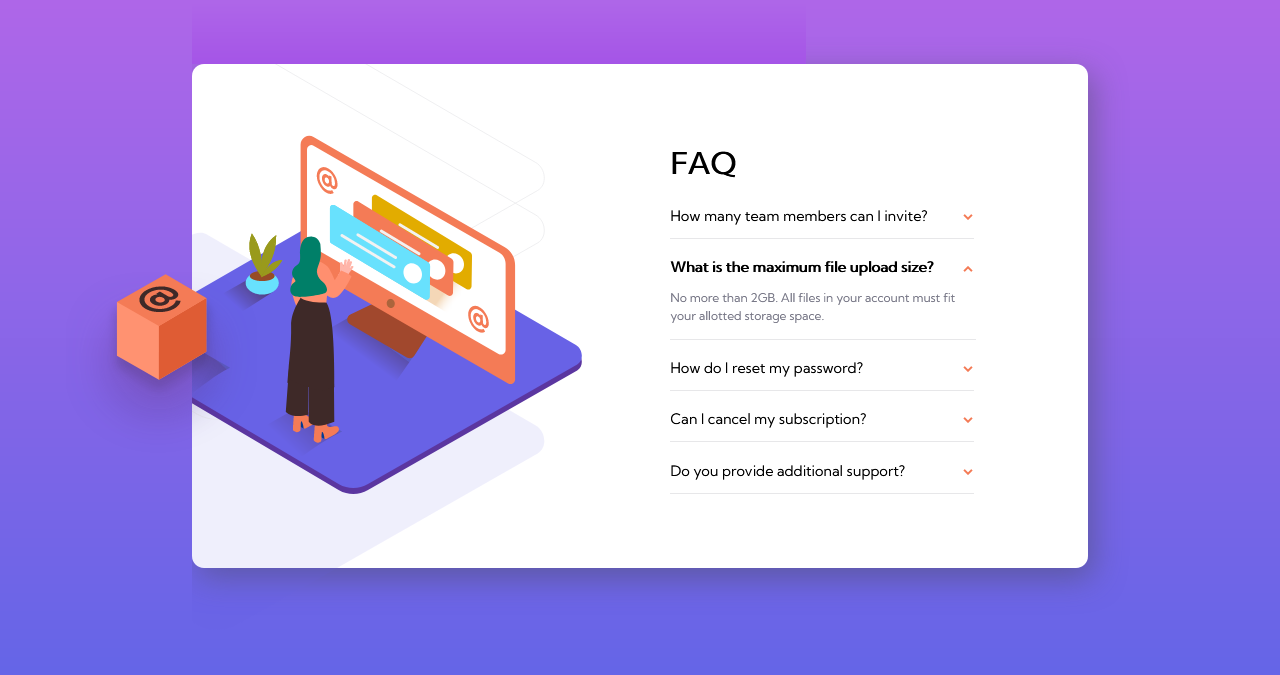 @
@
@
FAQ
How many team members can I invite?
What is the maximum file upload size?
No more than 2GB. All files in your account must fit
your allotted storage space.
How do I reset my password?
Can I cancel my subscription?
Do you provide additional support?